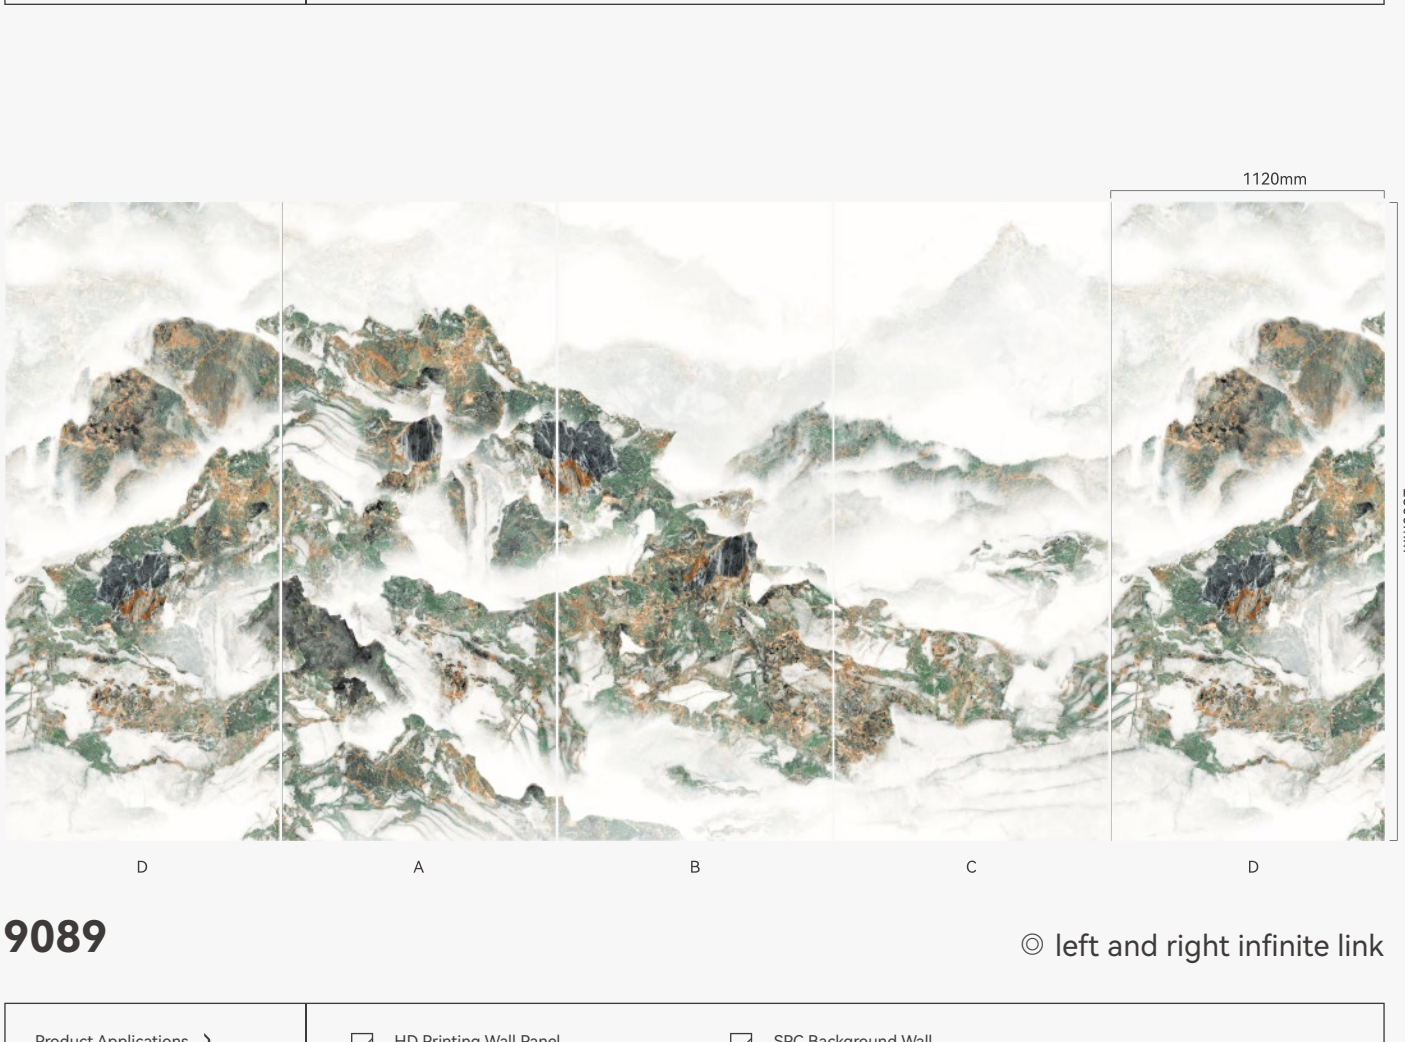 1120mm
D
A
B
C
D
9089
◎ left and right infinite link
Product Applications
HD Printing Wall Panel
SPC Background Wall